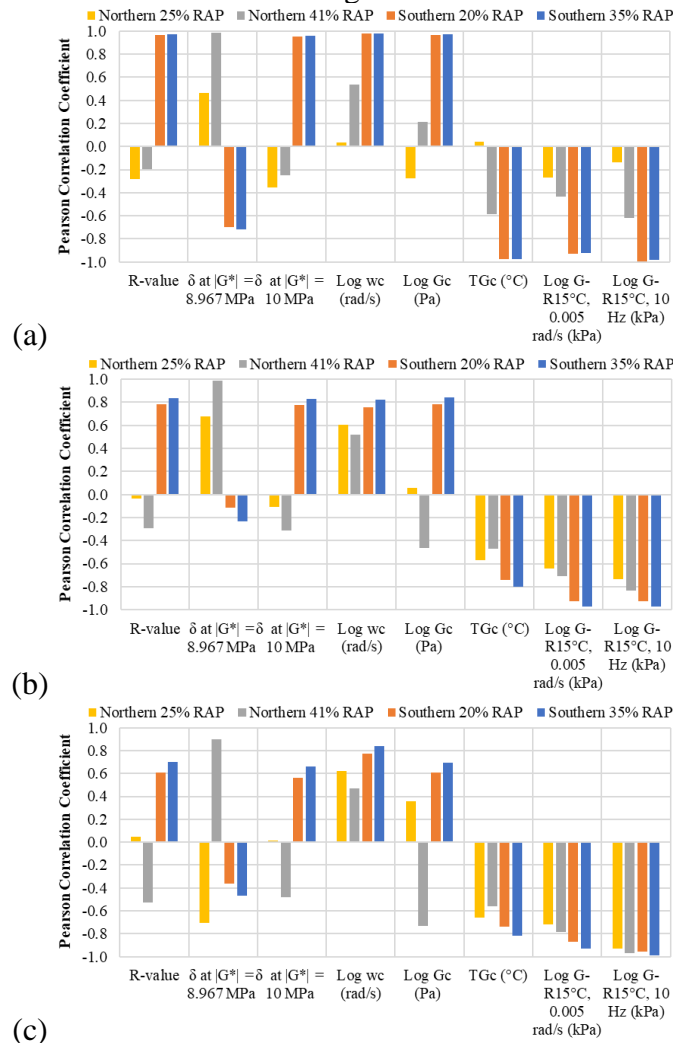 Northern 25% RAP Northern 41% RAP Southern 20% RAP Southern 35% RAP
Pearson Correlation Coefficient
1.0
0.8
0.6
0.4
0.2
0.0
-0.2
-0.4
-0.6
-0.8
-1.0
R-value
δ at |G*| =
8.967 MPa
δ at |G*| =
10 MPa
Log wc
(rad/s)
Log Gc
(Pa)
TGc (°C)
Log G-
R15°C,
0.005
rad/s (kPa)
Log G-
R15°C, 10
Hz (kPa)
(a)
Northern 25% RAP Northern 41% RAP Southern 20% RAP Southern 35% RAP
Pearson Correlation Coefficient
1.0
0.8
0.6
0.4
0.2
0.0
-0.2
-0.4
-0.6
-0.8
-1.0
R-value
δ at |G*| =
8.967 MPa
δ at |G*| =
10 MPa
Log wc
(rad/s)
Log Gc
(Pa)
TGc (°C)
Log G-
R15°C,
0.005
rad/s (kPa)
Log G-
R15°C, 10
Hz (kPa)
(b)
Northern 25% RAP Northern 41% RAP Southern 20% RAP Southern 35% RAP
Pearson Correlation Coefficient
1.0
0.8
0.6
0.4
0.2
0.0
-0.2
-0.4
-0.6
-0.8
-1.0
R-value
δ at |G*| =
8.967 MPa
δ at |G*| =
10 MPa
Log wc
(rad/s)
Log Gc
(Pa)
TGc (°C)
Log G-
R15°C,
0.005
rad/s (kPa)
Log G-
R15°C, 10
Hz (kPa)
(c)